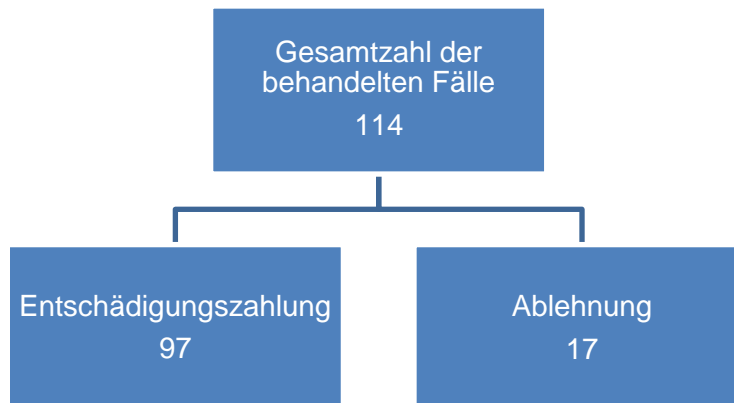 Gesamtzahl der
behandelten Fälle
114
Entschädigungszahlung
97
Ablehnung
17